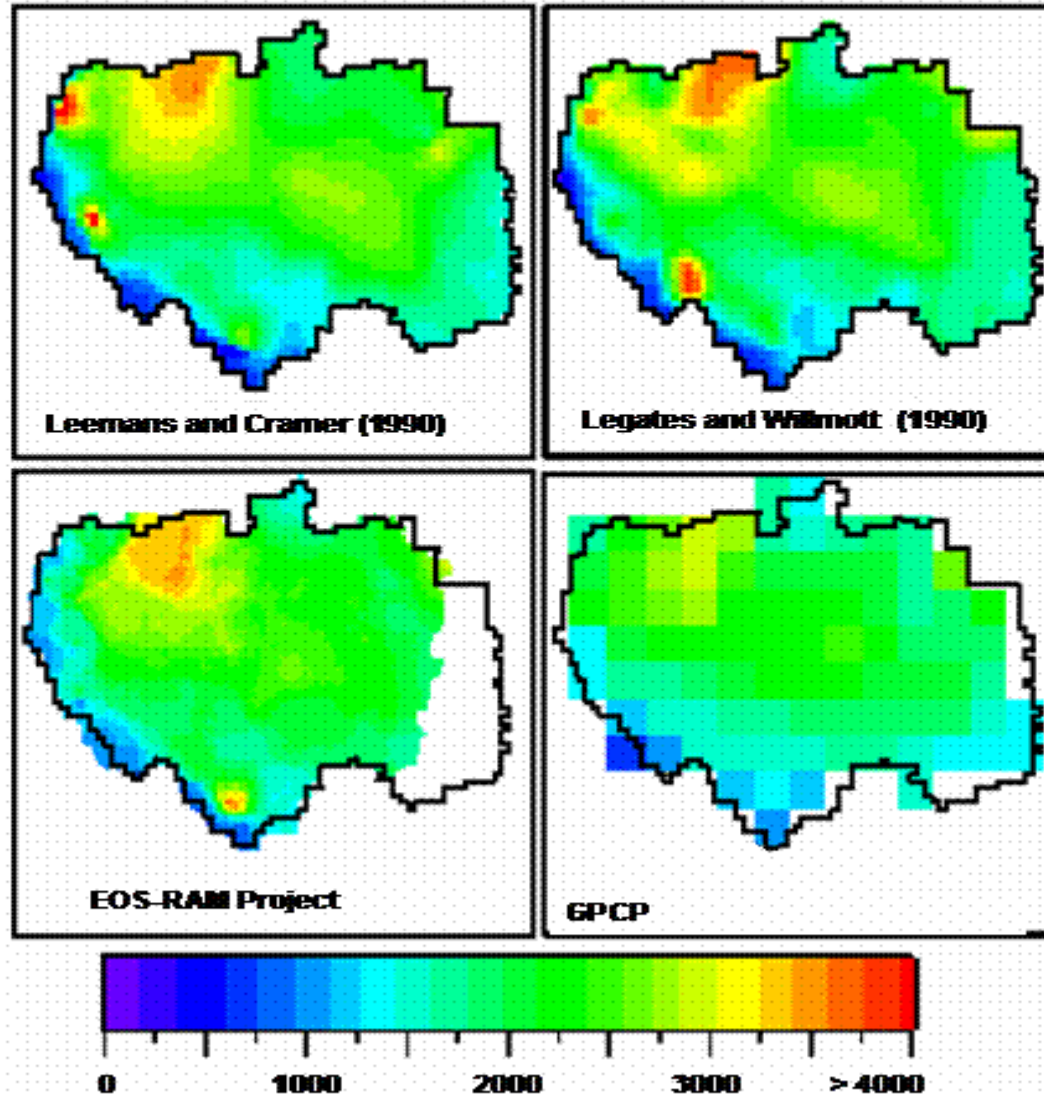 Leemans and Cramer (1990)
Legates and Willmott (1990)
EOS-RAM Project
GPCP
0 1000 2000 3000 > 4000